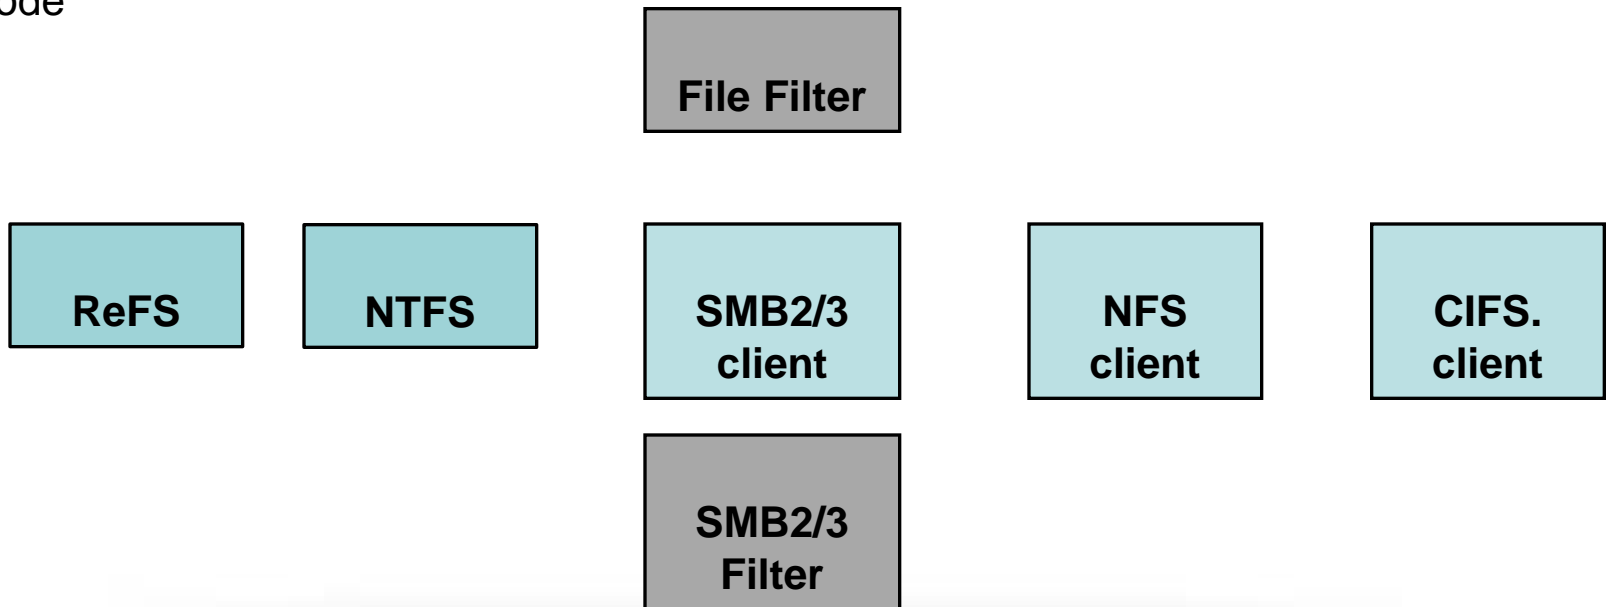 ode
File Filter
ReFS
NTFS
SMB2/3
client
NFS
client
CIFS.
client
SMB2/3
Filter